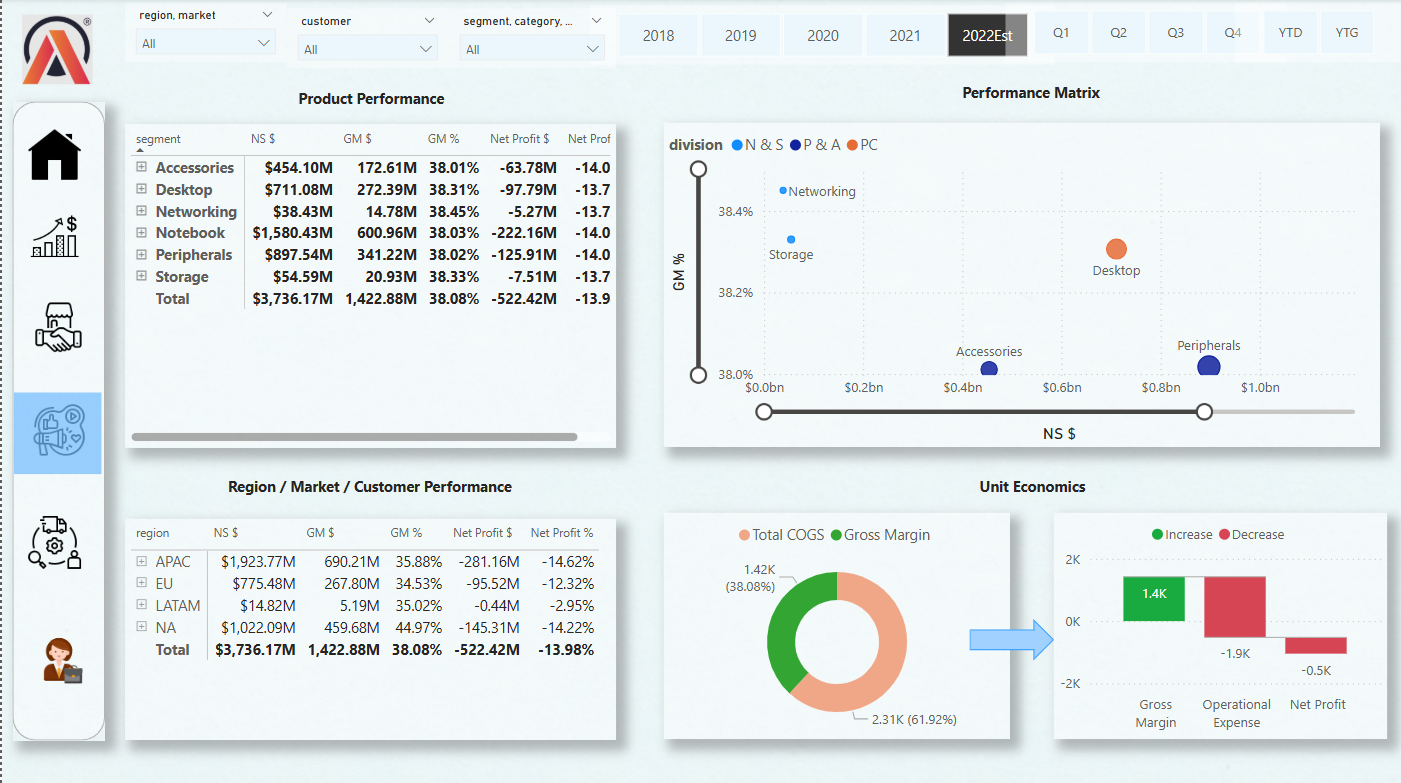 region, market
customer
segment, category, ...
All
All
All
2018
2019
2020
2021
2022Est
Q1
Q2
Q3
Q4
YTD
YTG
Product Performance
segment NS $ GM $ GM % Net Profit $ Net Prof
Accessories $454.10M 172.61M 38.01% -63.78M -14.0
Desktop $711.08M 272.39M 38.31% -97.79M -13.7
Networking $38.43M 14.78M 38.45% -5.27M -13.7
Notebook $1,580.43M 600.96M 38.03% -222.16M -14.0
Peripherals $897.54M 341.22M 38.02% -125.91M -14.0
Storage $54.59M 20.93M 38.33% -7.51M -13.7
Total $3,736.17M 1,422.88M 38.08% -522.42M -13.9
Performance Matrix
division N & S P & A PC
GM %
38.4%
38.2%
38.0%
Networking
Storage
Desktop
Accessories
Peripherals
$0.0bn $0.2bn $0.4bn $0.6bn $0.8bn $1.0bn
NS $
Region / Market / Customer Performance
region NS $ GM $ GM % Net Profit $ Net Profit %
APAC $1,923.77M 690.21M 35.88% -281.16M -14.62%
EU $775.48M 267.80M 34.53% -95.52M -12.32%
LATAM $14.82M 5.19M 35.02% -0.44M -2.95%
NA $1,022.09M 459.68M 44.97% -145.31M -14.22%
Total $3,736.17M 1,422.88M 38.08% -522.42M -13.98%
Unit Economics
Total COGS Gross Margin
1.42K
(38.08%)
2.31K (61.92%)
Increase Decrease
2K
0K
-2K
1.4K
-1.9K
-0.5K
Gross
Margin
Operational
Expense
Net Profit